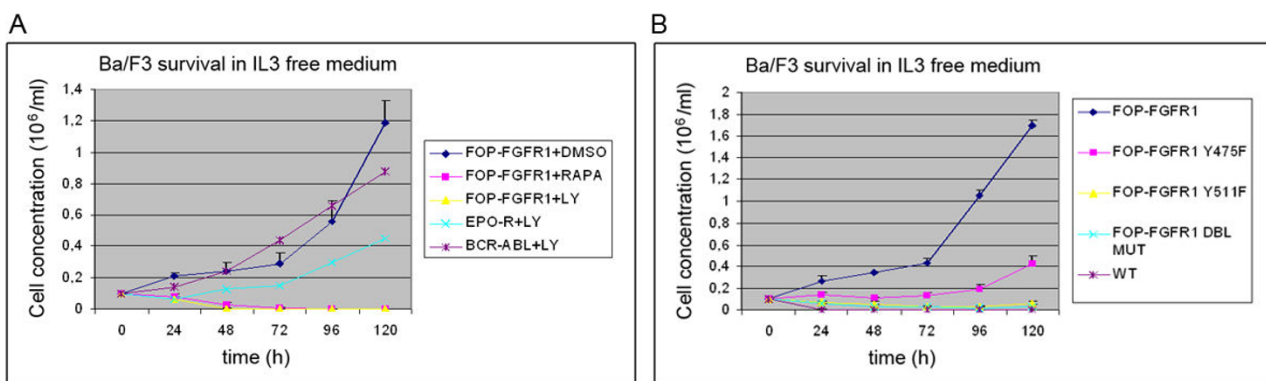 A
Ba/F3 survival in IL3 free medium
Cell concentration (10⁶/ml)
1.4
1.2
1
0.8
0.6
0.4
0.2
0
0 24 48 72 96 120
time (h)
FOP-FGFR1+DMSO
FOP-FGFR1+RAPA
FOP-FGFR1+LY
EPO-R+LY
BCR-ABL+LY
B
Ba/F3 survival in IL3 free medium
Cell concentration (10⁶/ml)
2
1.8
1.6
1.4
1.2
1
0.8
0.6
0.4
0.2
0
0 24 48 72 96 120
time (h)
FOP-FGFR1
FOP-FGFR1 Y475F
FOP-FGFR1 Y511F
FOP-FGFR1 DBL
MUT
WT